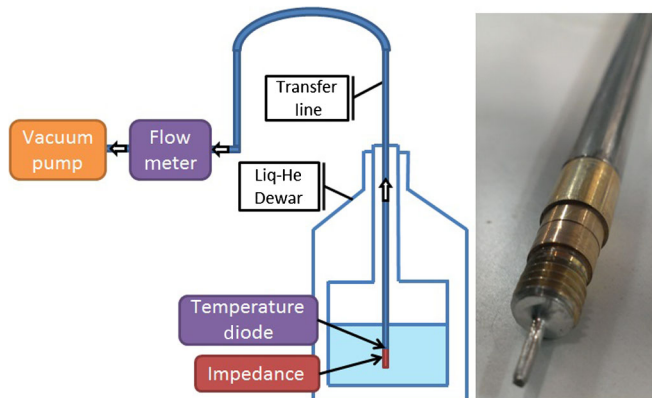 Transfer
line
Vacuum
pump
Flow
meter
Liq-He
Dewar
Temperature
diode
Impedance